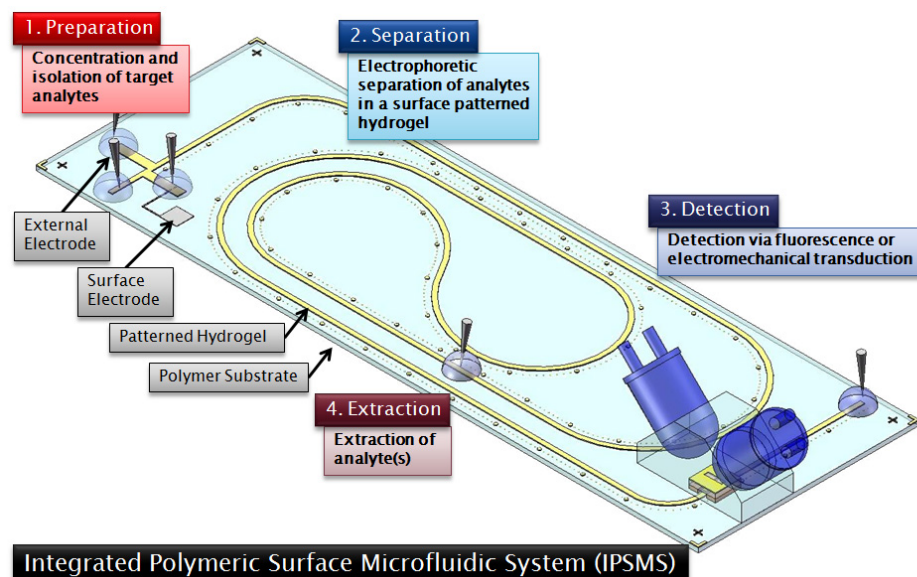 1. Preparation
Concentration and
isolation of target
analytes
2. Separation
Electrophoretic
separation of analytes
in a surface patterned
hydrogel
3. Detection
Detection via fluorescence or
electromechanical transduction
External
Electrode
Surface
Electrode
Patterned Hydrogel
Polymer Substrate
4. Extraction
Extraction of
analyte(s)
Integrated Polymeric Surface Microfluidic System (IPSMS)